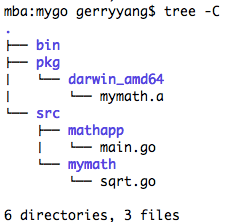 mba:mygo gerryyang$ tree -C
.
├── bin
├── pkg
│   └── darwin_amd64
│       └── mymath.a
└── src
    ├── mathapp
    │   └── main.go
    └── mymath
        └── sqrt.go

6 directories, 3 files